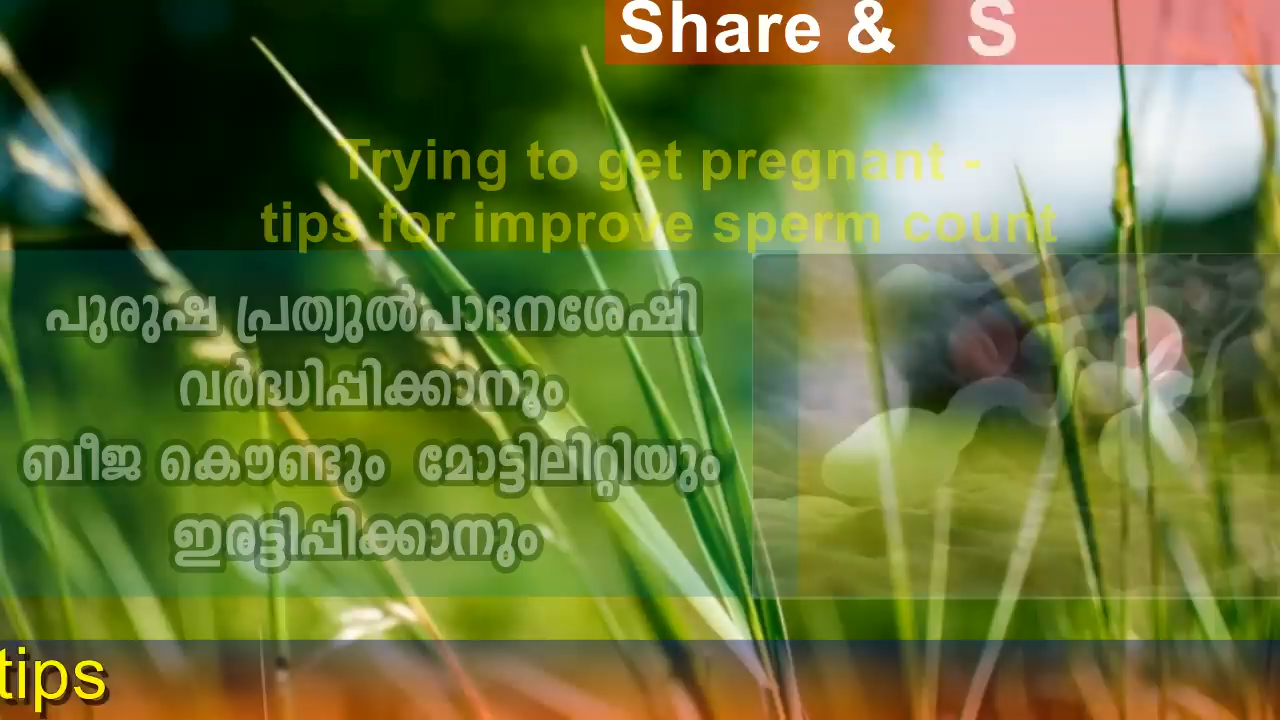 Share & S
Trying to get pregnant -
tips for improve sperm count
പുരുഷ പ്രത്യുൽപാദനശേഷി
വർദ്ധിപ്പിക്കാനും
ബീജ കൌണ്ടും മോട്ടിലിറ്റിയും
ഇരട്ടിപ്പിക്കാനും
tips